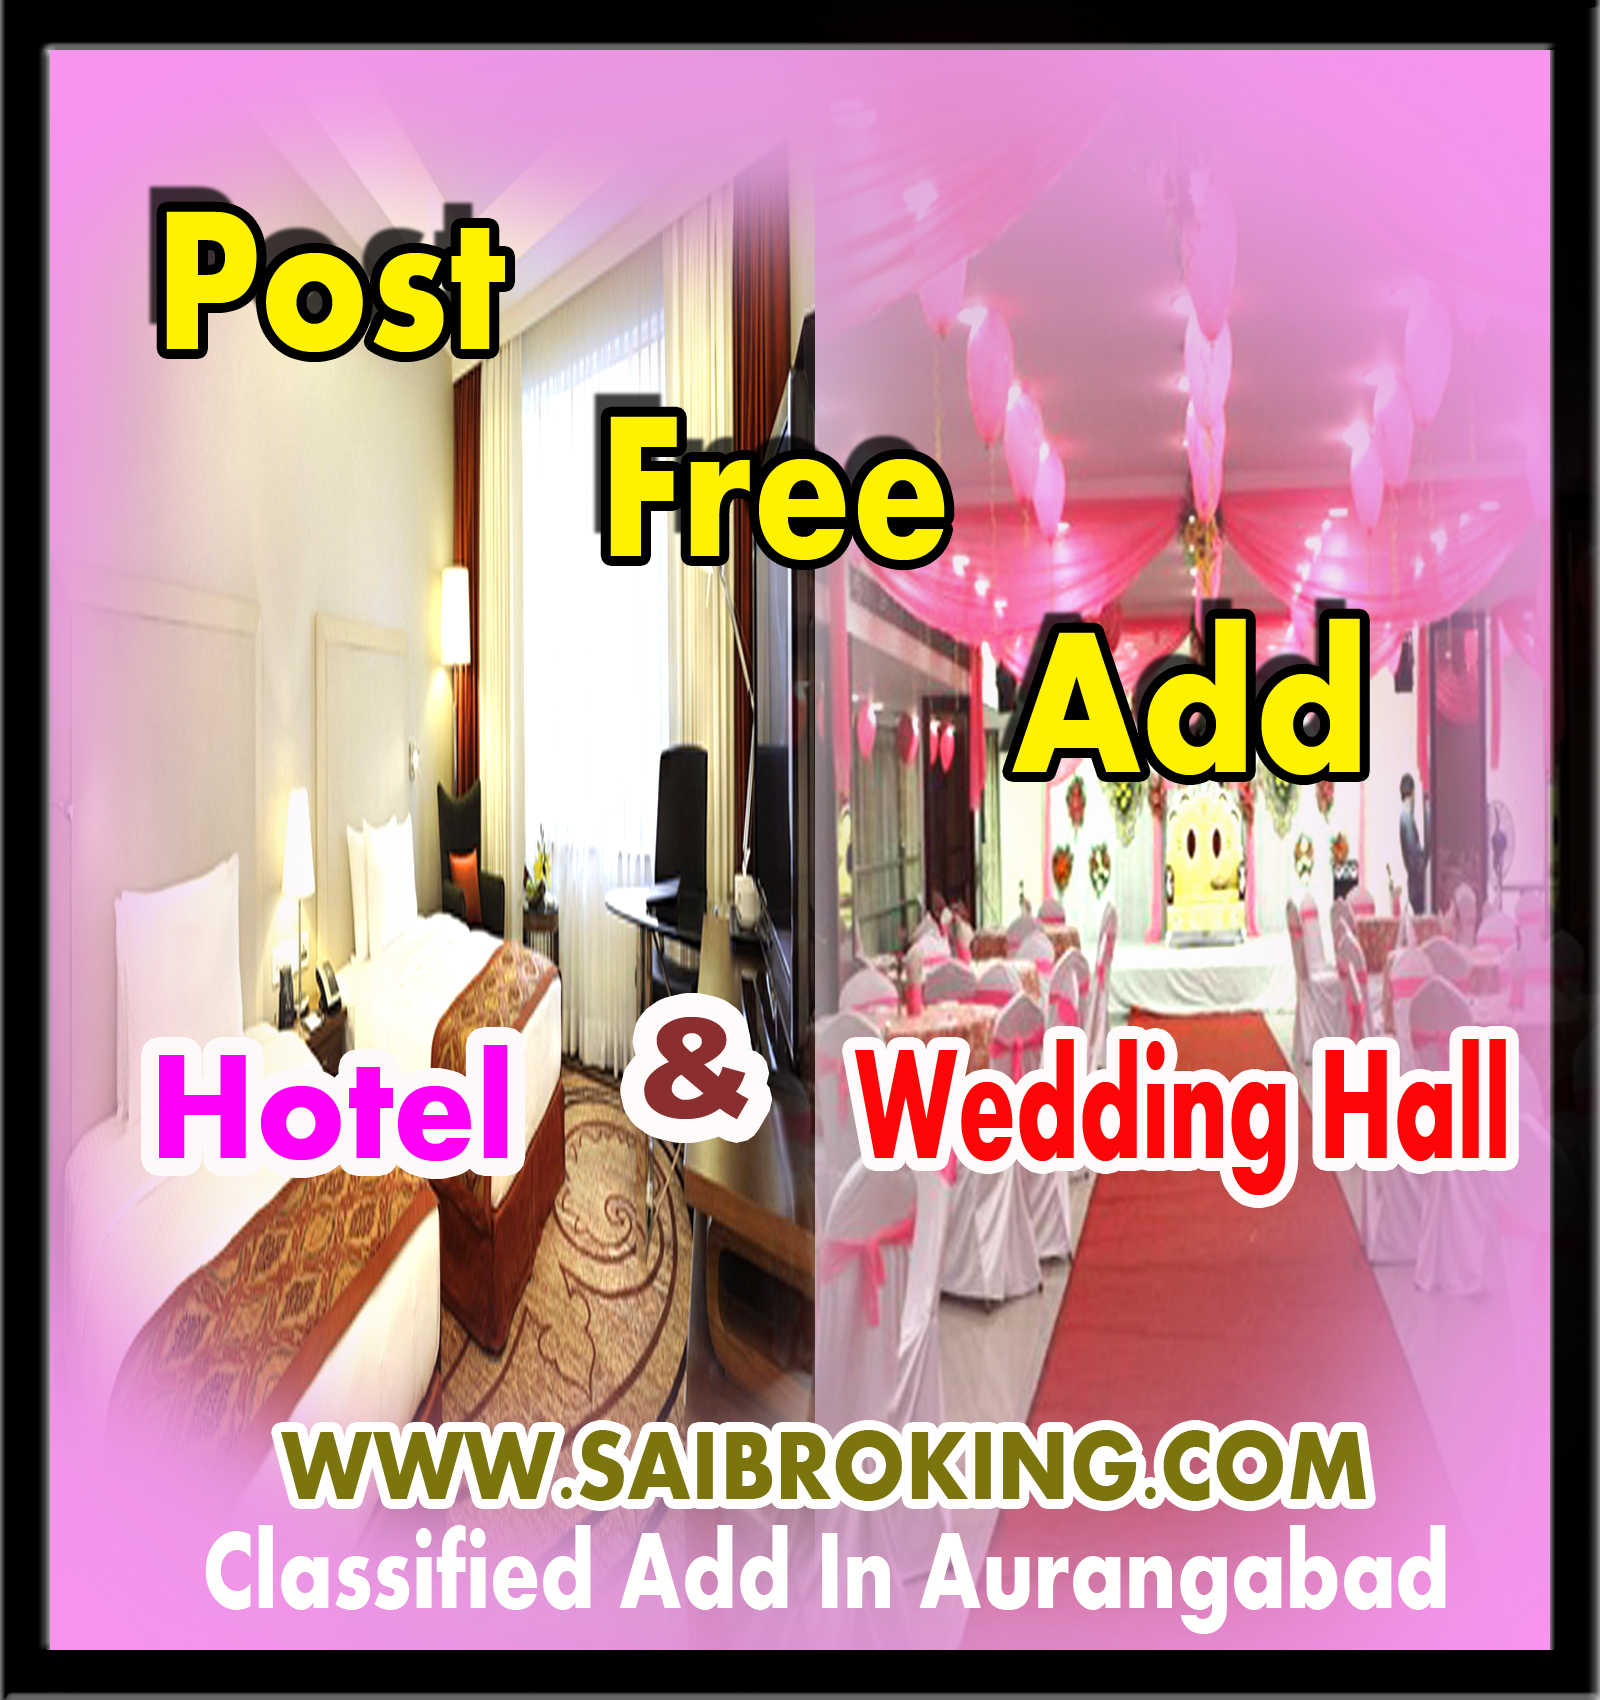 Post
Free
Add
Hotel & Wedding Hall
WWW.SAIBROKING.COM
Classified Add In Aurangabad